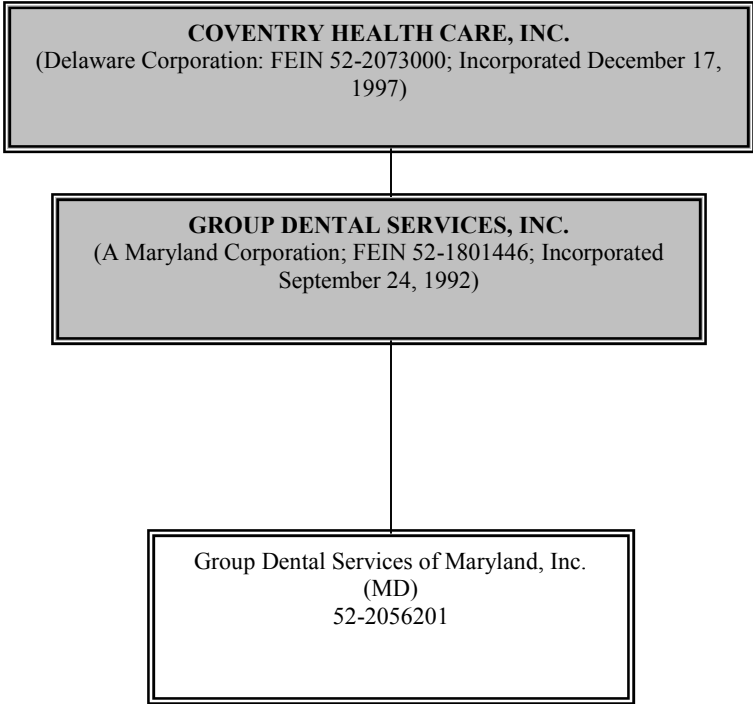 COVENTRY HEALTH CARE, INC.
(Delaware Corporation: FEIN 52-2073000; Incorporated December 17,
1997)
GROUP DENTAL SERVICES, INC.
(A Maryland Corporation; FEIN 52-1801446; Incorporated
September 24, 1992)
Group Dental Services of Maryland, Inc.
(MD)
52-2056201